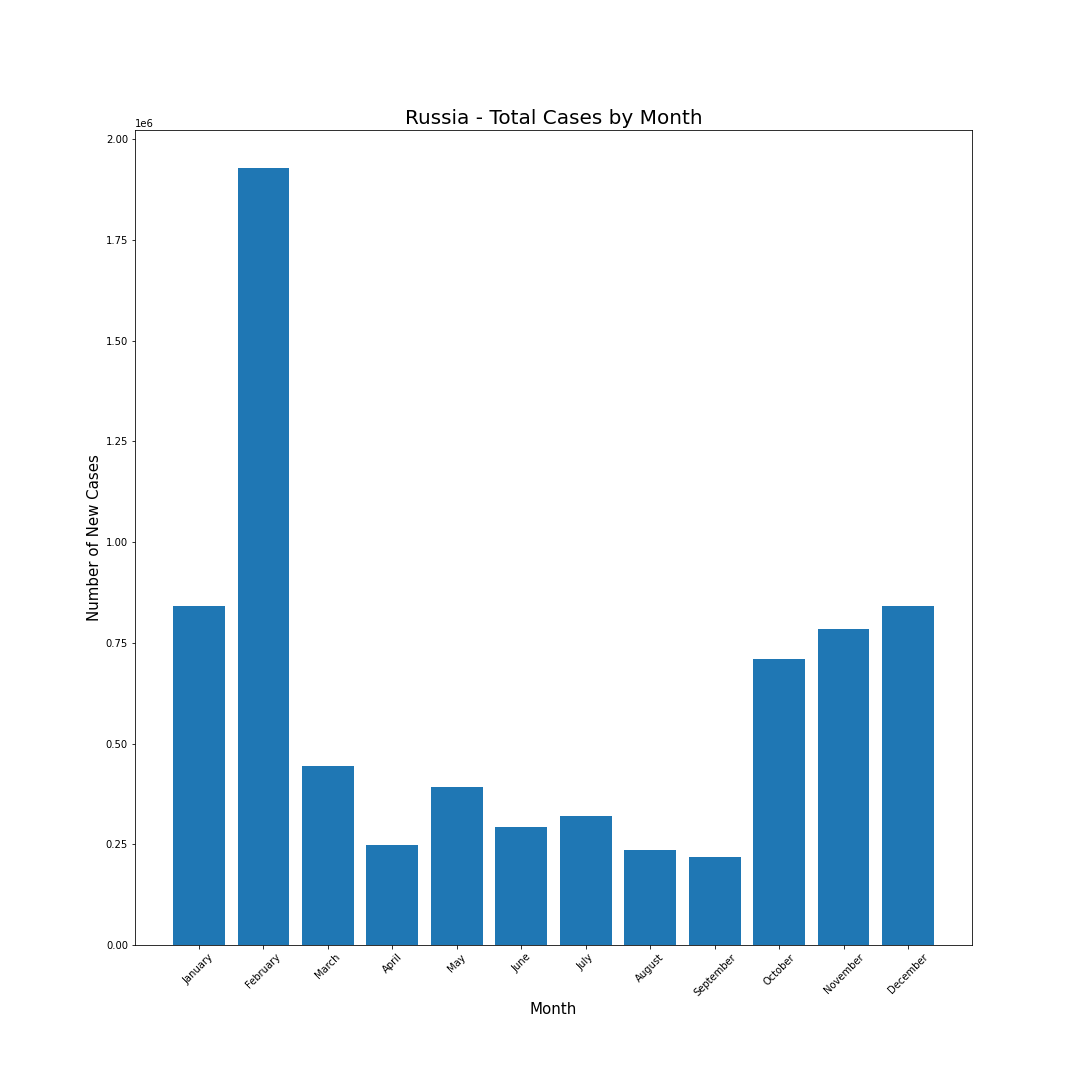 Russia - Total Cases by Month
1e6
2.00
1.75
1.50
1.25
1.00
0.75
0.50
0.25
0.00
Number of New Cases
January
February
March
April
May
June
July
August
September
October
November
December
Month